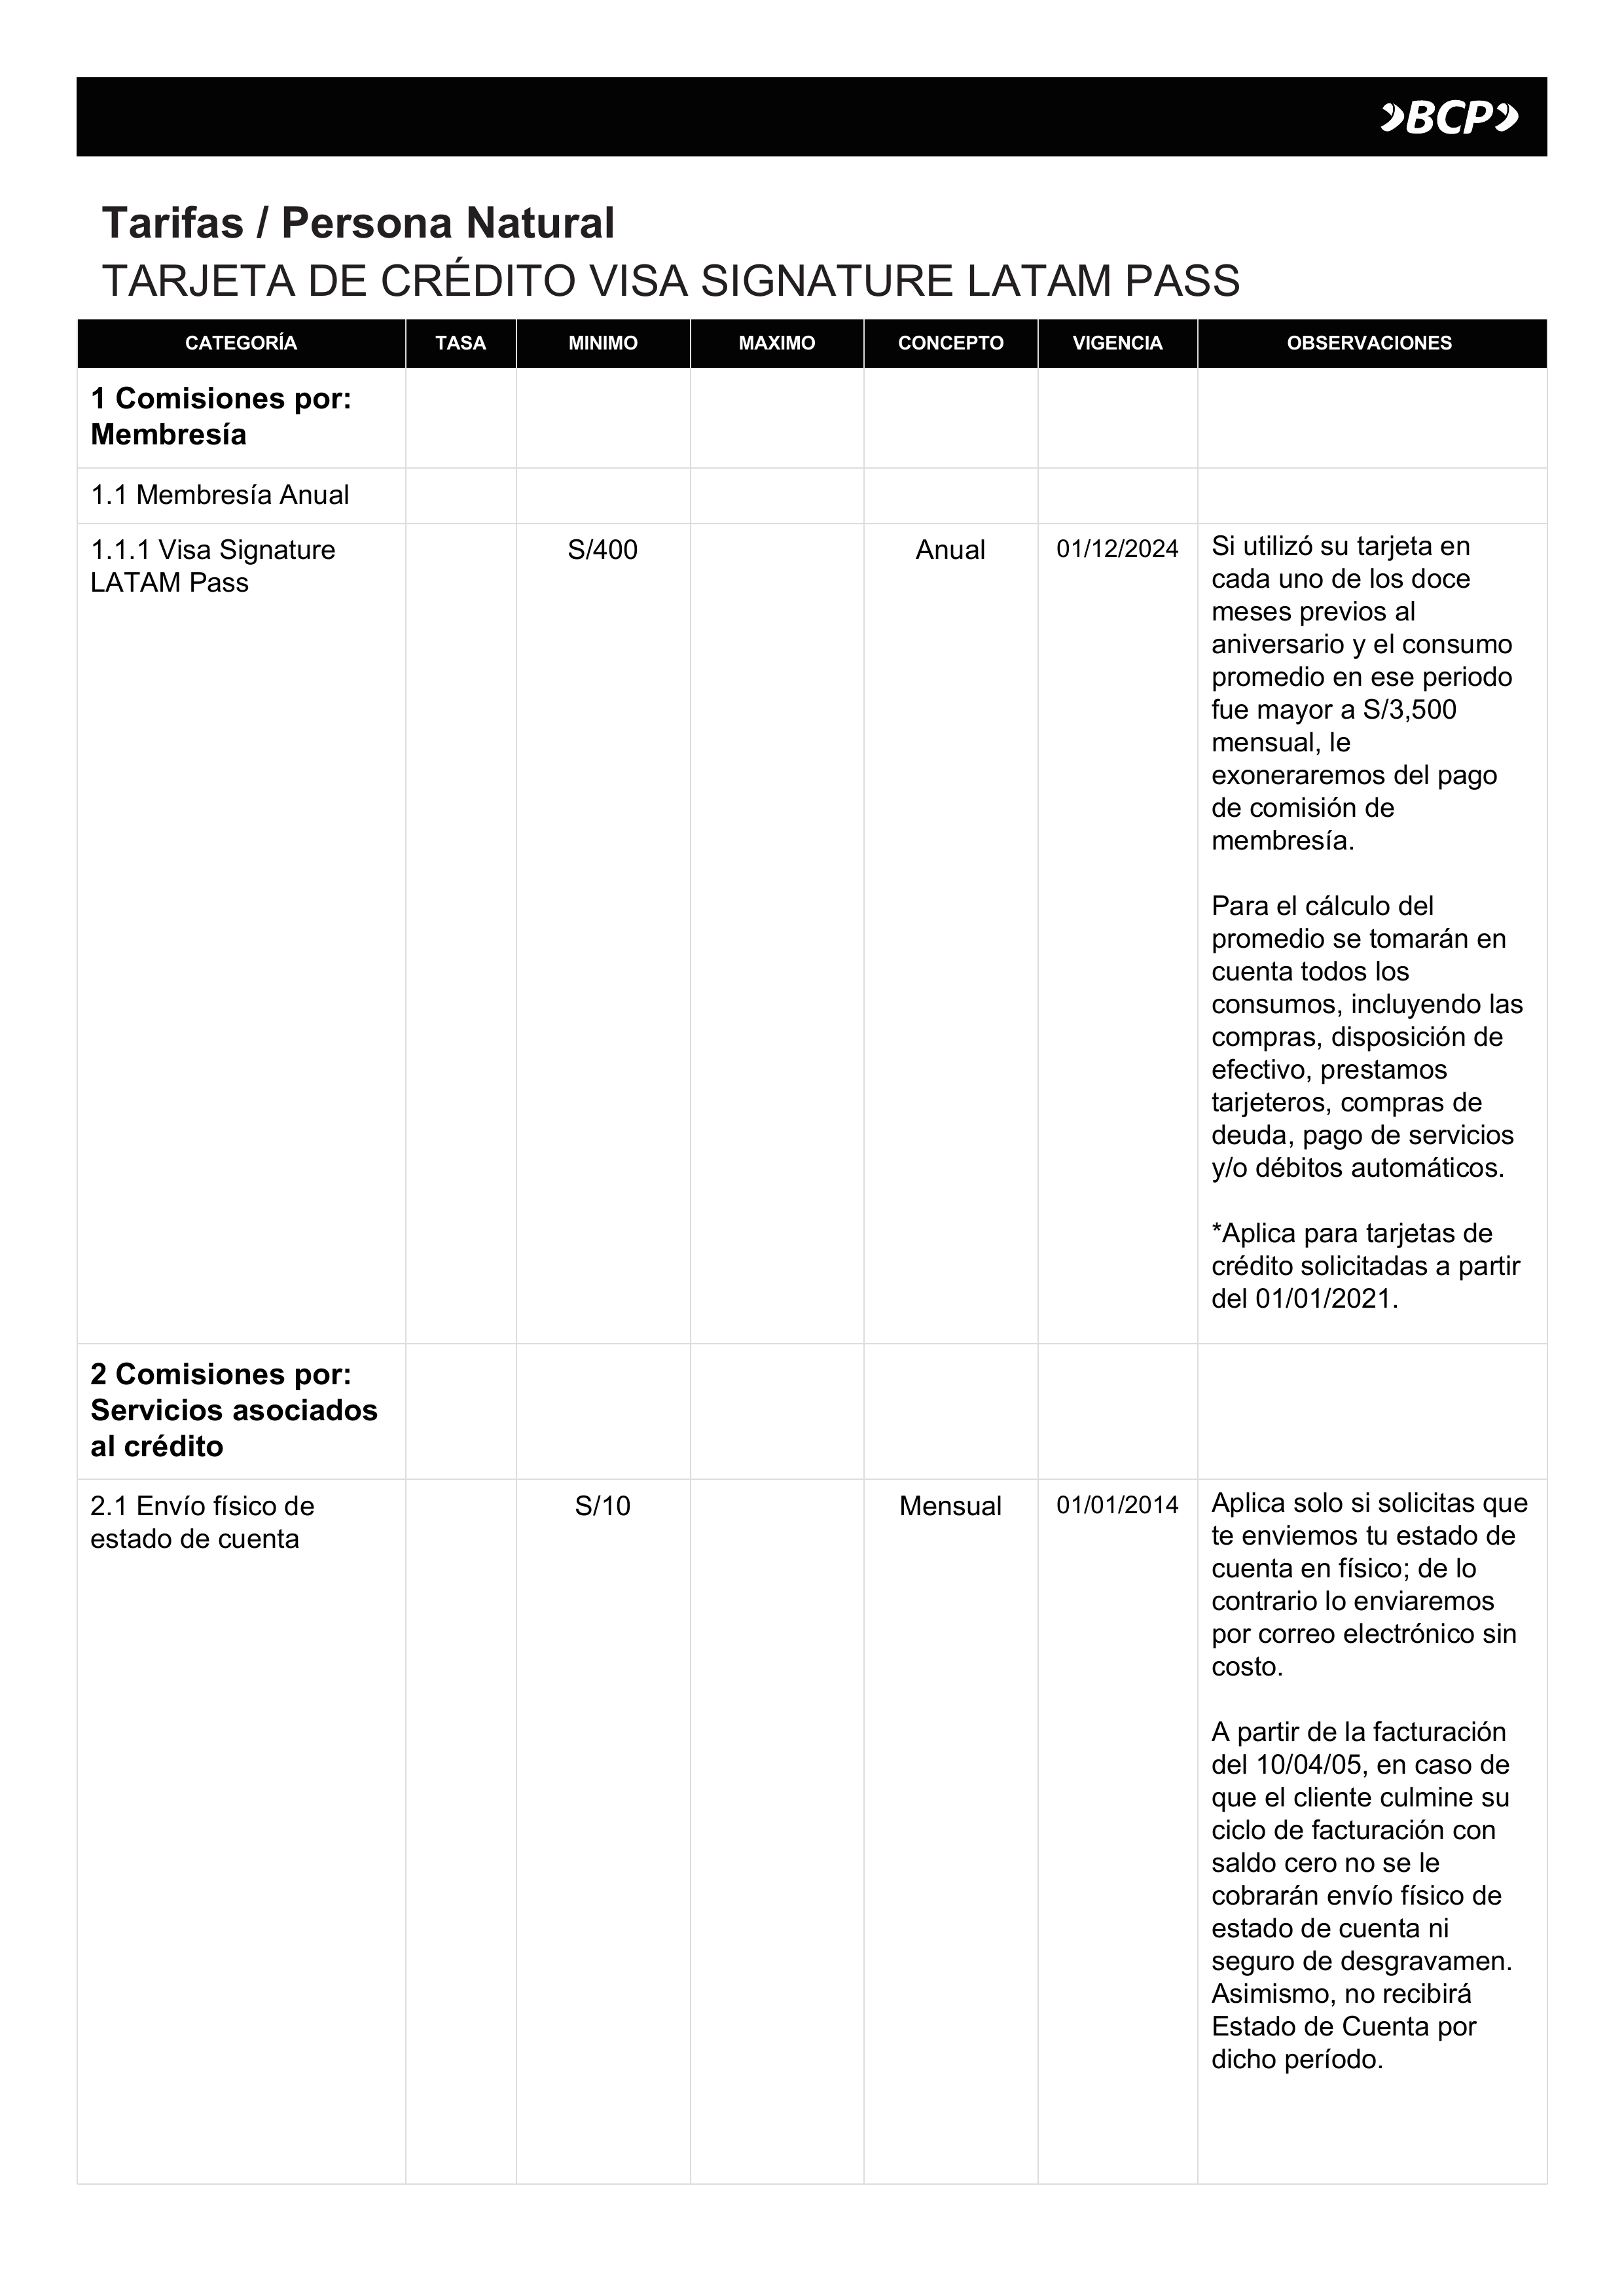 BCP
Tarifas / Persona Natural
TARJETA DE CRÉDITO VISA SIGNATURE LATAM PASS
CATEGORÍA TASA MINIMO MAXIMO CONCEPTO VIGENCIA OBSERVACIONES
1 Comisiones por:
Membresía
1.1 Membresía Anual
1.1.1 Visa Signature
LATAM Pass
S/400
Anual
01/12/2024
Si utilizó su tarjeta en
cada uno de los doce
meses previos al
aniversario y el consumo
promedio en ese periodo
fue mayor a S/3,500
mensual, le
exoneraremos del pago
de comisión de
membresía.
Para el cálculo del
promedio se tomarán en
cuenta todos los
consumos, incluyendo las
compras, disposición de
efectivo, prestamos
tarjeteros, compras de
deuda, pago de servicios
y/o débitos automáticos.
*Aplica para tarjetas de
crédito solicitadas a partir
del 01/01/2021.
2 Comisiones por:
Servicios asociados
al crédito
2.1 Envío físico de
estado de cuenta
S/10
Mensual
01/01/2014
Aplica solo si solicitas que
te enviemos tu estado de
cuenta en físico; de lo
contrario lo enviaremos
por correo electrónico sin
costo.
A partir de la facturación
del 10/04/05, en caso de
que el cliente culmine su
ciclo de facturación con
saldo cero no se le
cobrarán envío físico de
estado de cuenta ni
seguro de desgravamen.
Asimismo, no recibirá
Estado de Cuenta por
dicho período.